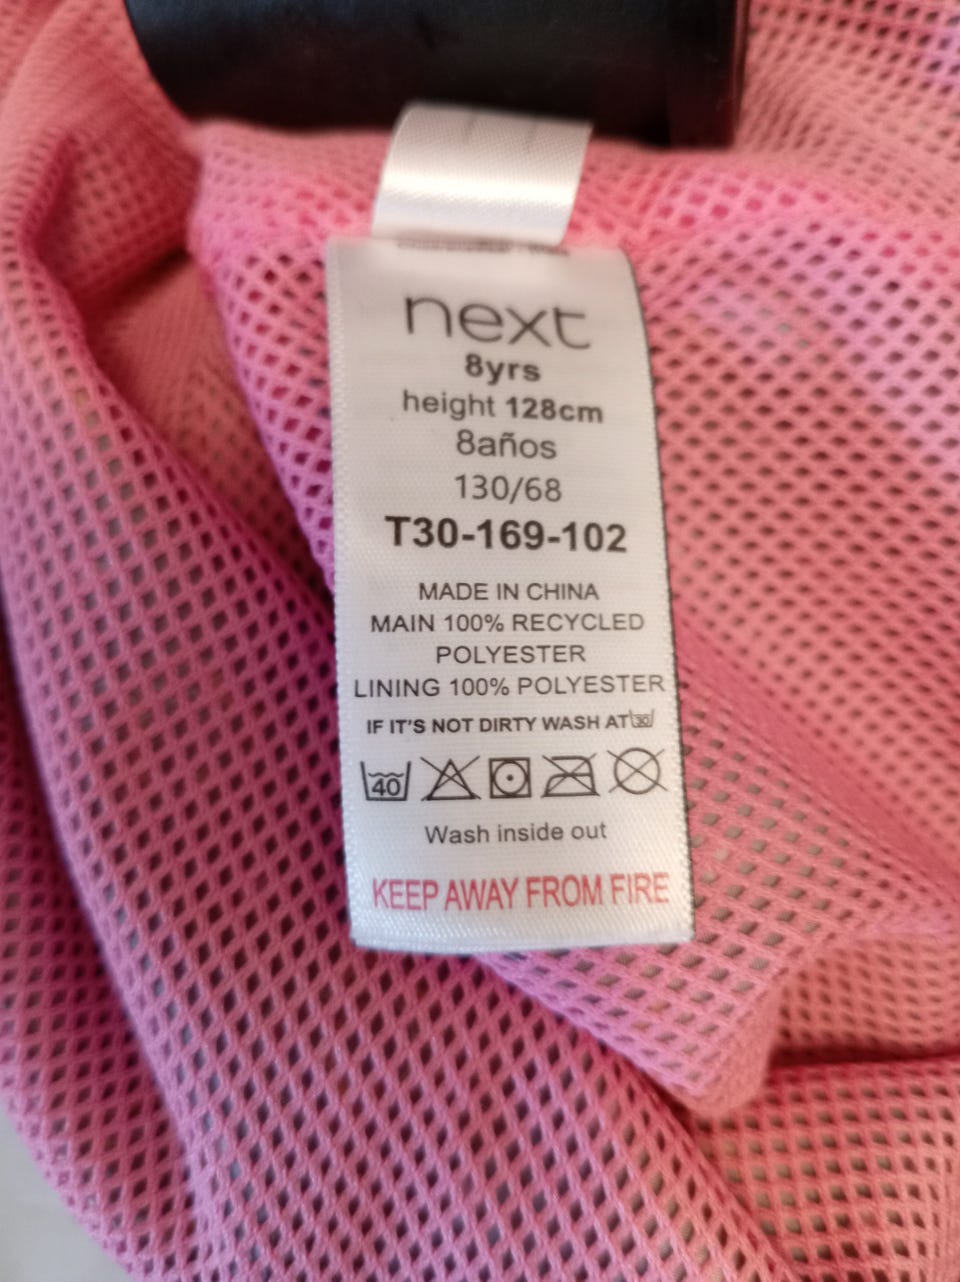 next
8yrs
height 128cm
8años
130/68
T30-169-102
MADE IN CHINA
MAIN 100% RECYCLED
POLYESTER
LINING 100% POLYESTER
IF IT'S NOT DIRTY WASH AT 30
40
Wash inside out
KEEP AWAY FROM FIRE